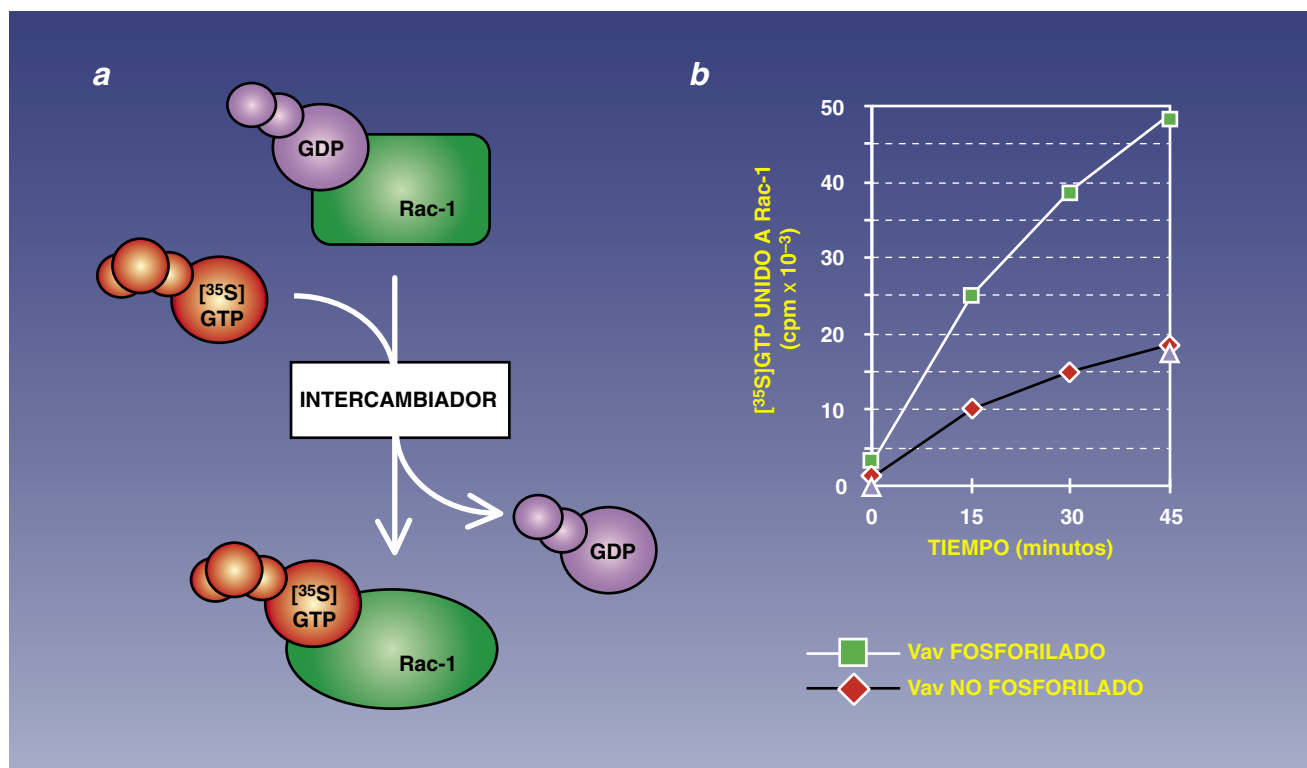 a
GDP
Rac-1
[³⁵S]
GTP
INTERCAMBIADOR
GDP
[³⁵S]
GTP
Rac-1
b
[³⁵S]GTP UNIDO A Rac-1
(cpm x 10⁻³)
50
40
30
20
10
0
0 15 30 45
TIEMPO (minutos)
Vav FOSFORILADO
Vav NO FOSFORILADO